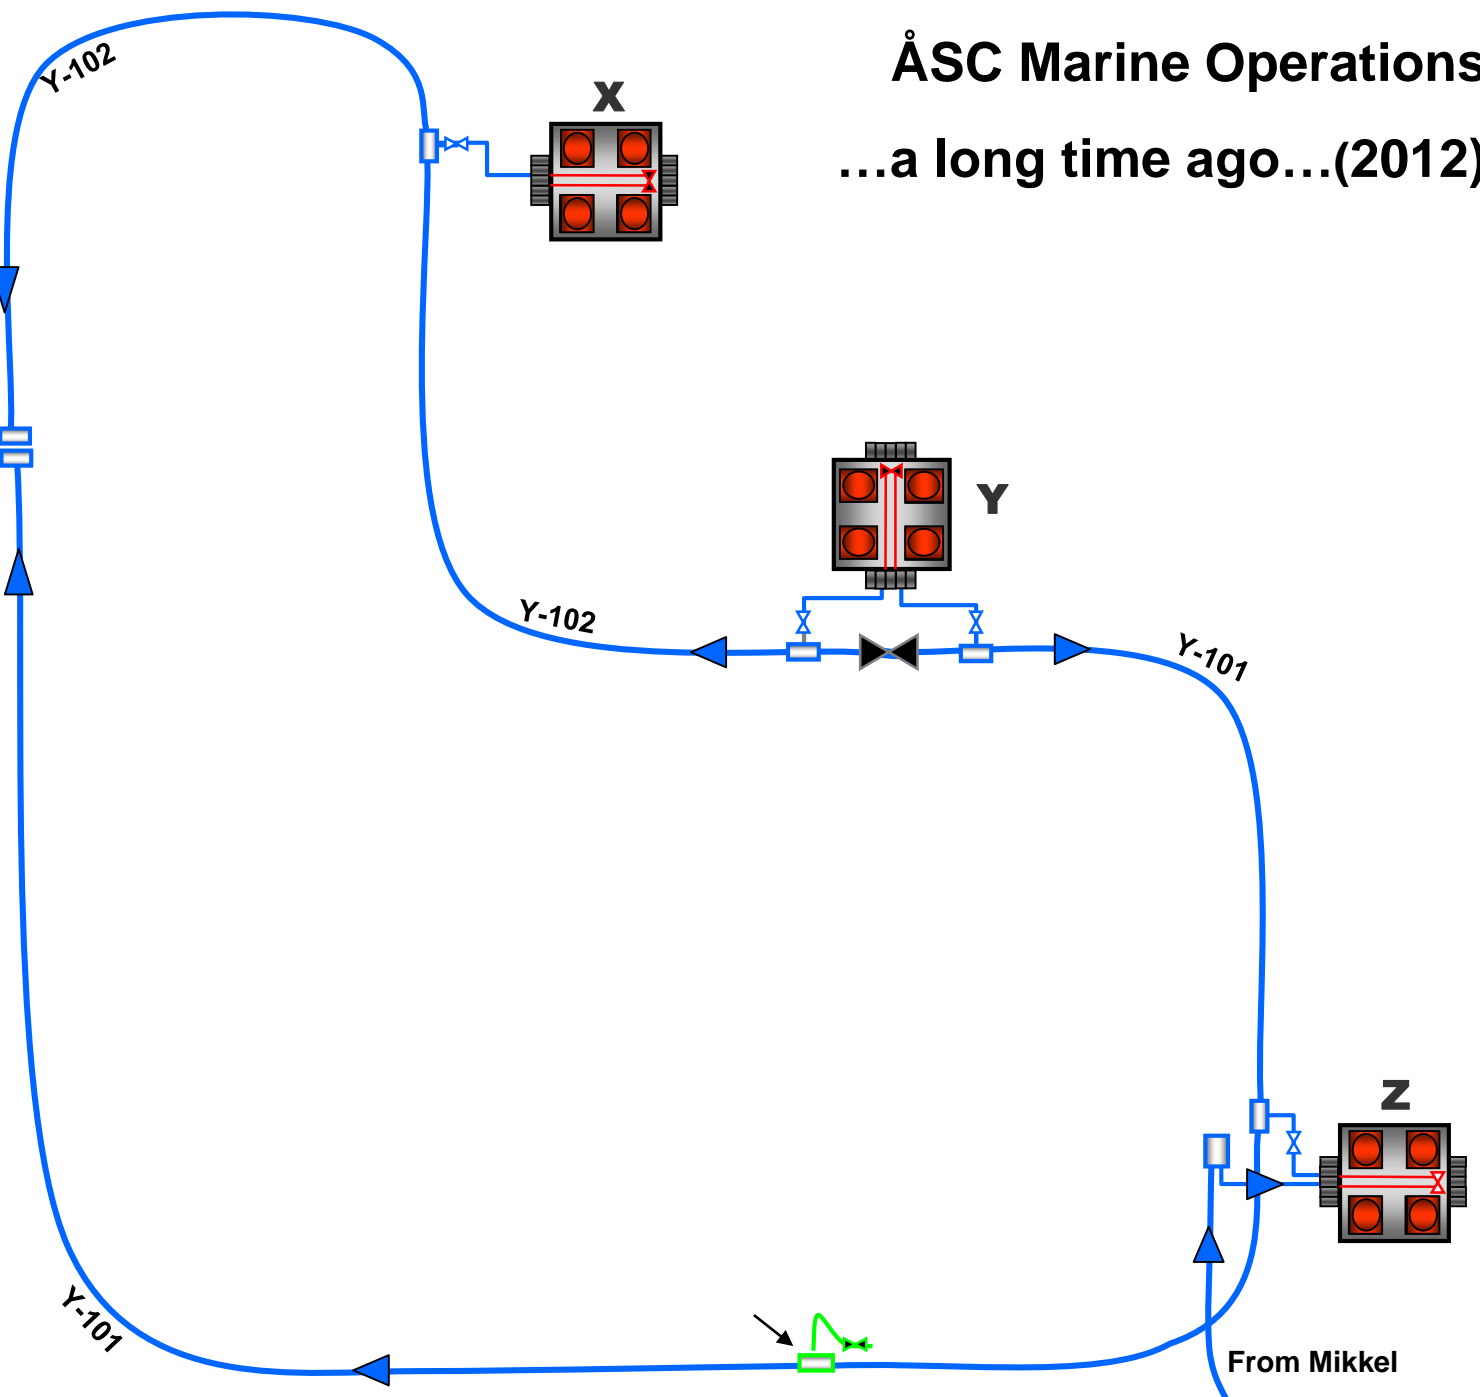 ÅSC Marine Operations
…a long time ago…(2012)
Y-102
X
Y
Y-102
Y-101
Z
Y-101
From Mikkel